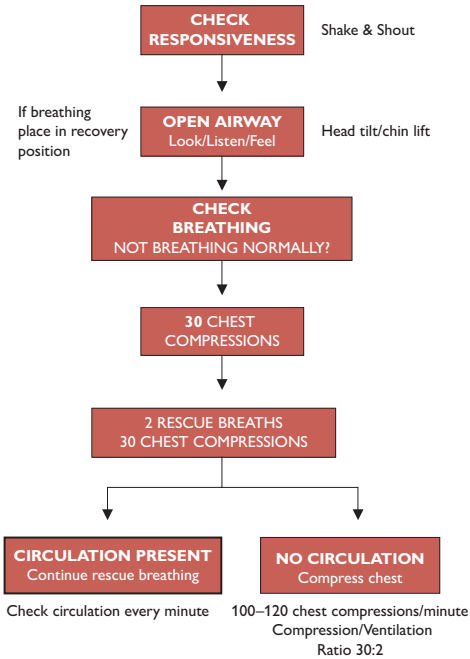 CHECK
RESPONSIVENESS
Shake & Shout
If breathing
place in recovery
position
OPEN AIRWAY
Look/Listen/Feel
Head tilt/chin lift
CHECK
BREATHING
NOT BREATHING NORMALLY?
30 CHEST
COMPRESSIONS
2 RESCUE BREATHS
30 CHEST COMPRESSIONS
CIRCULATION PRESENT
Continue rescue breathing
Check circulation every minute
NO CIRCULATION
Compress chest
100–120 chest compressions/minute
Compression/Ventilation
Ratio 30:2